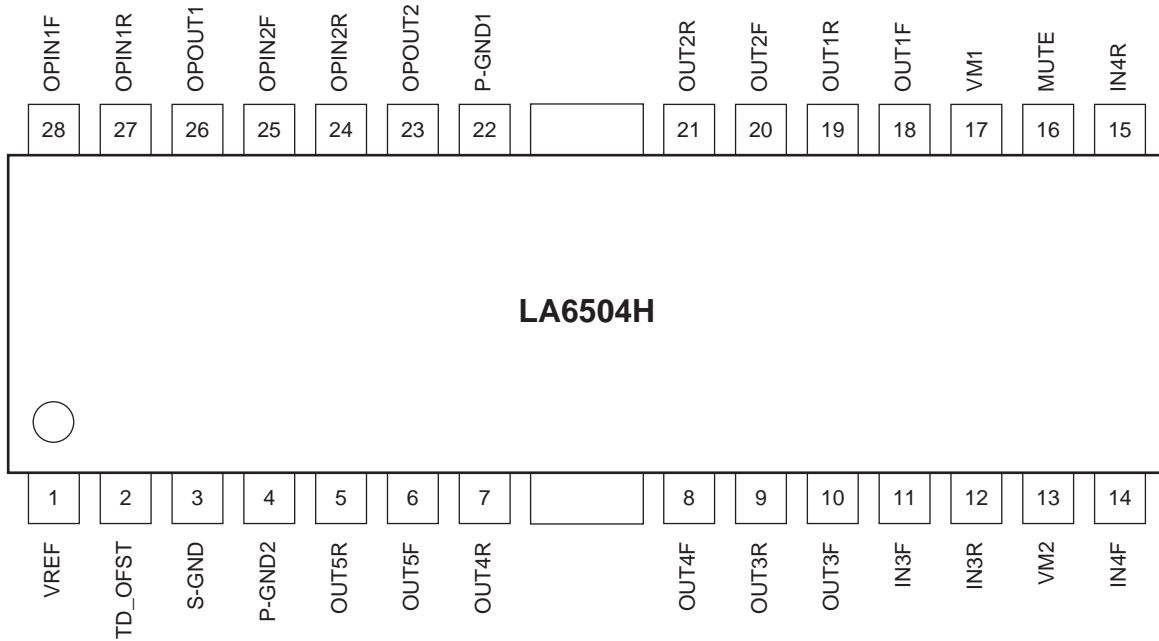 OPIN1F OPIN1R OPOUT1 OPIN2F OPIN2R OPOUT2 P-GND1 OUT2R OUT2F OUT1R OUT1F VM1 MUTE IN4R
28 27 26 25 24 23 22 21 20 19 18 17 16 15
LA6504H
1 2 3 4 5 6 7 8 9 10 11 12 13 14
VREF TD_OFST S-GND P-GND2 OUT5R OUT5F OUT4R OUT4F OUT3R OUT3F IN3F IN3R VM2 IN4F